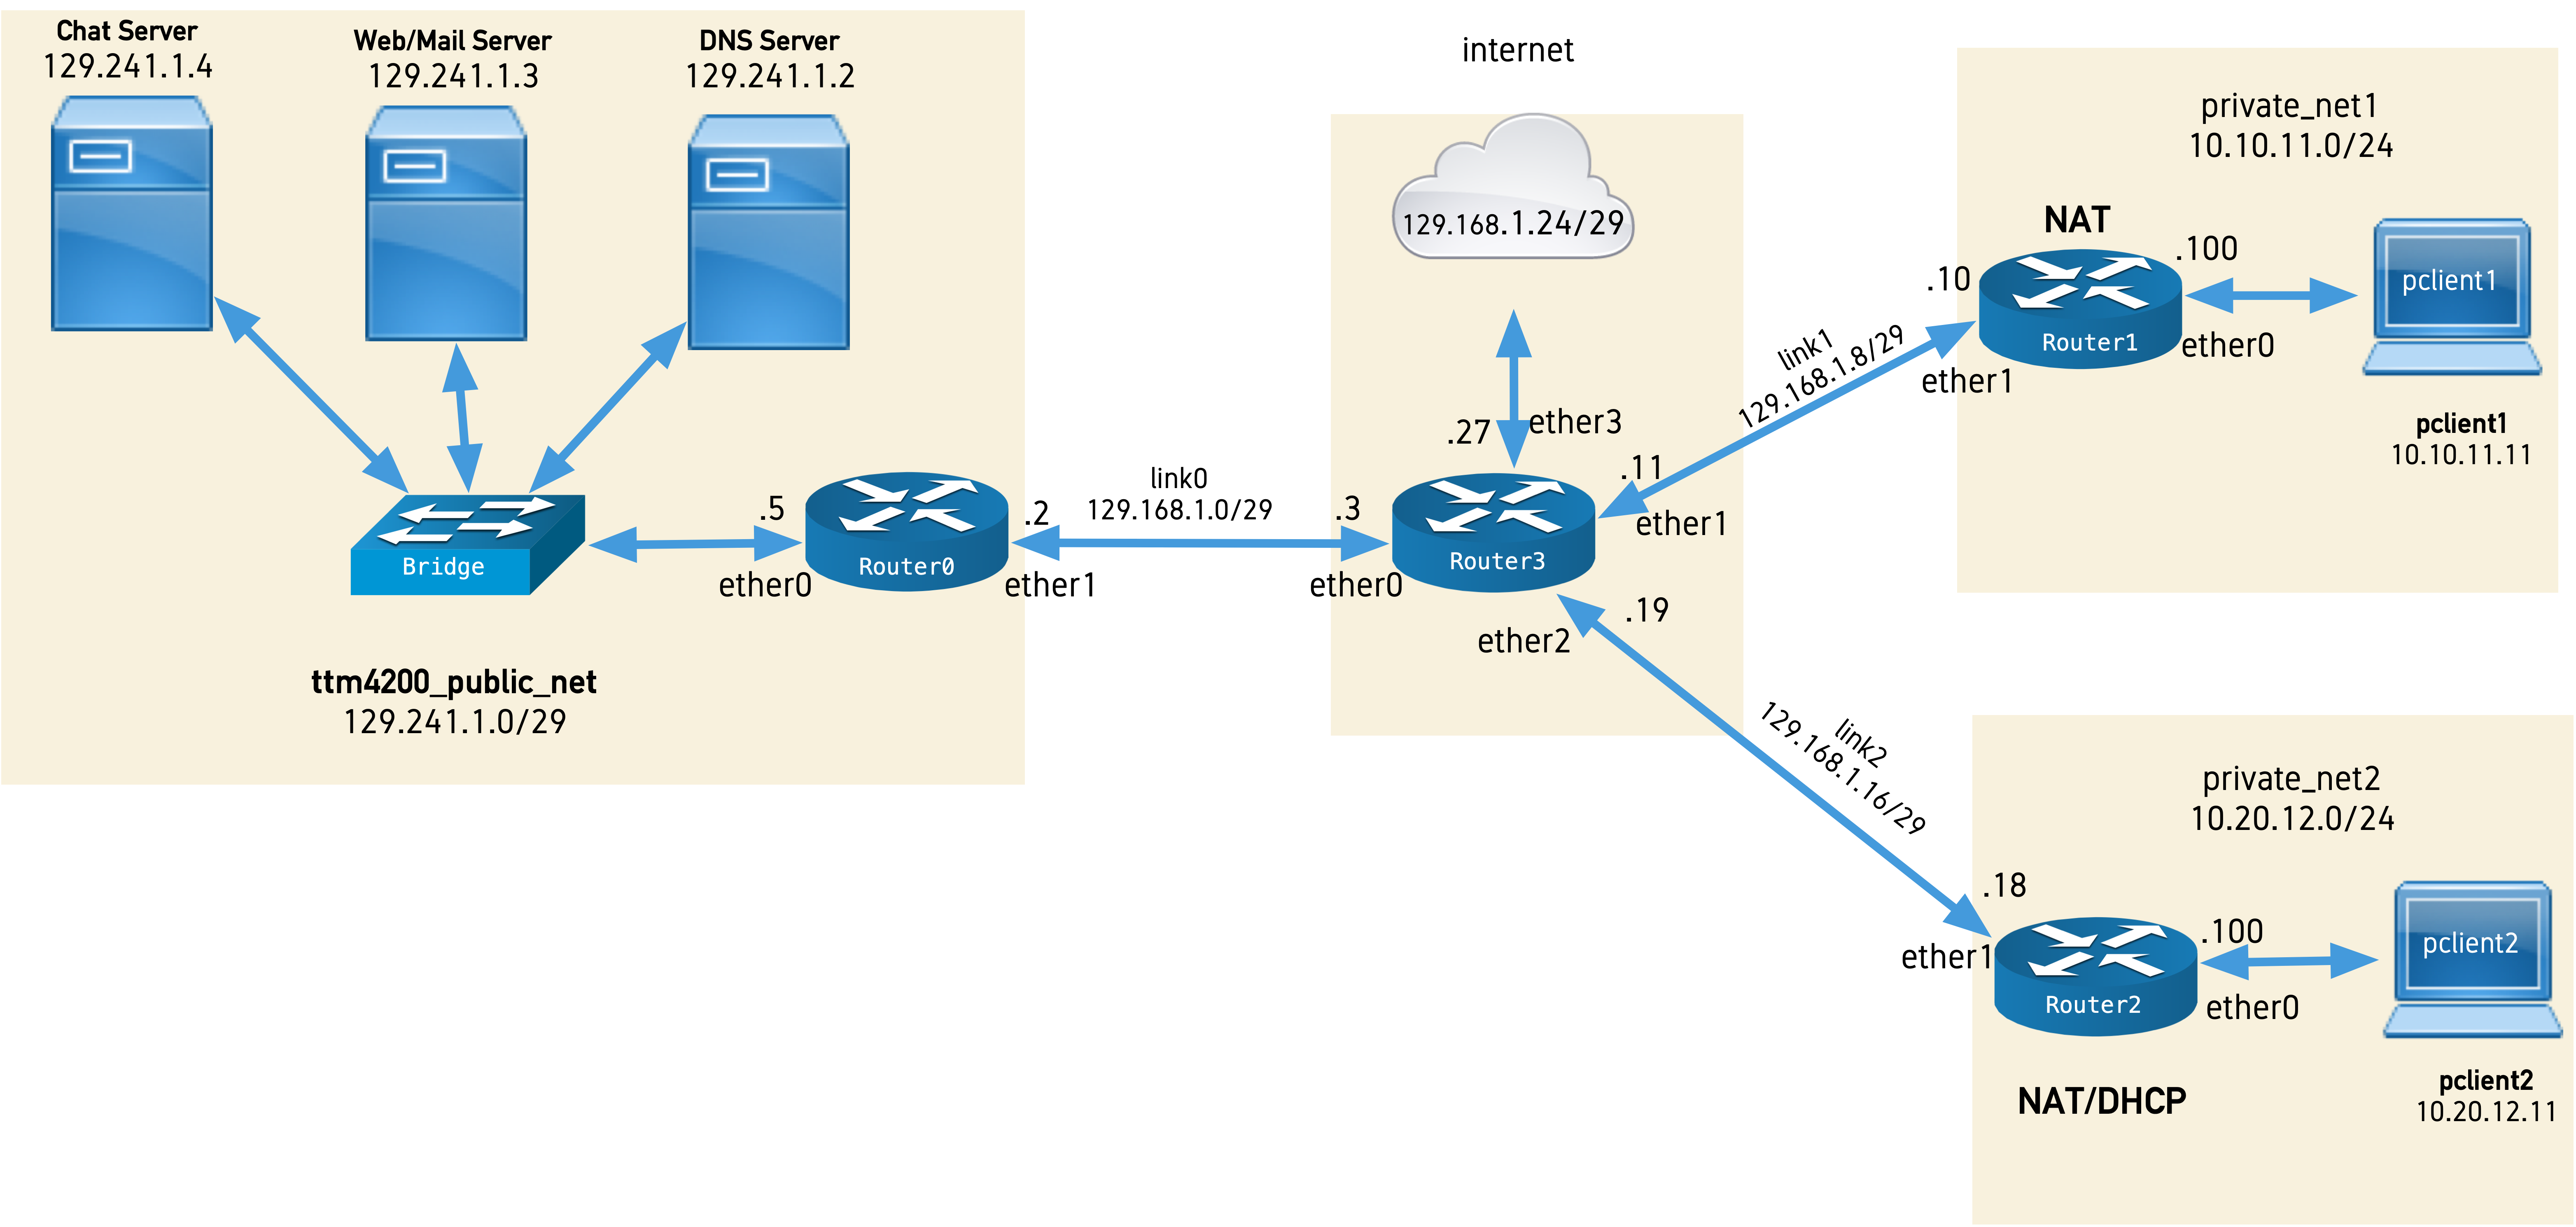 Chat Server
129.241.1.4
Web/Mail Server
129.241.1.3
DNS Server
129.241.1.2
Bridge
.5
ether0
Router0
.2
ether1
ttm4200_public_net
129.241.1.0/29
link0
129.168.1.0/29
internet
129.168.1.24/29
.27
ether3
.3
ether0
Router3
.11
ether1
.19
ether2
link1
129.168.1.8/29
link2
129.168.1.16/29
private_net1
10.10.11.0/24
NAT
.10
ether1
Router1
.100
ether0
pclient1
pclient1
10.10.11.11
private_net2
10.20.12.0/24
.18
ether1
Router2
.100
ether0
NAT/DHCP
pclient2
pclient2
10.20.12.11